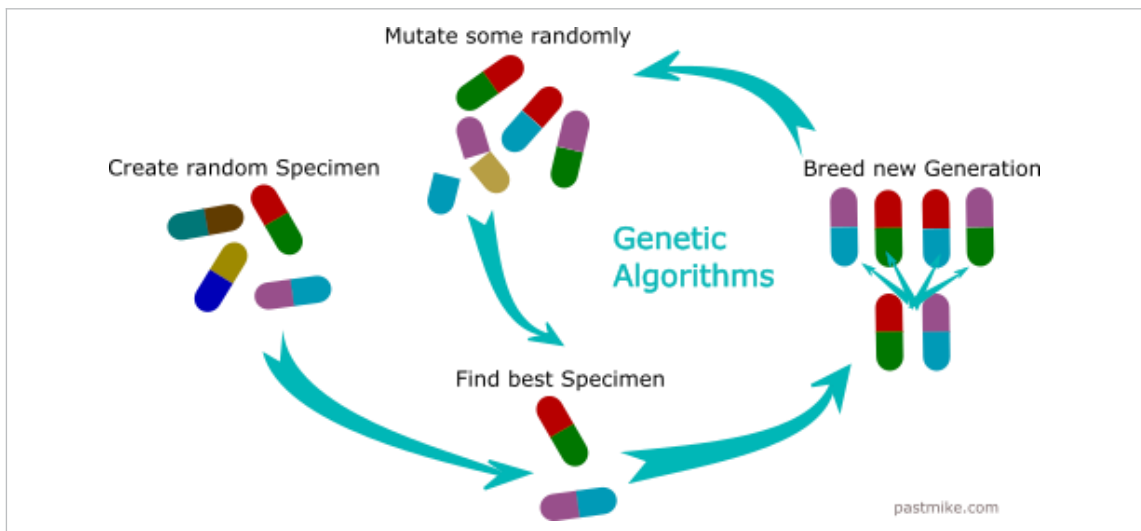 Mutate some randomly
Create random Specimen
Breed new Generation
Genetic
Algorithms
Find best Specimen
pastmike.com